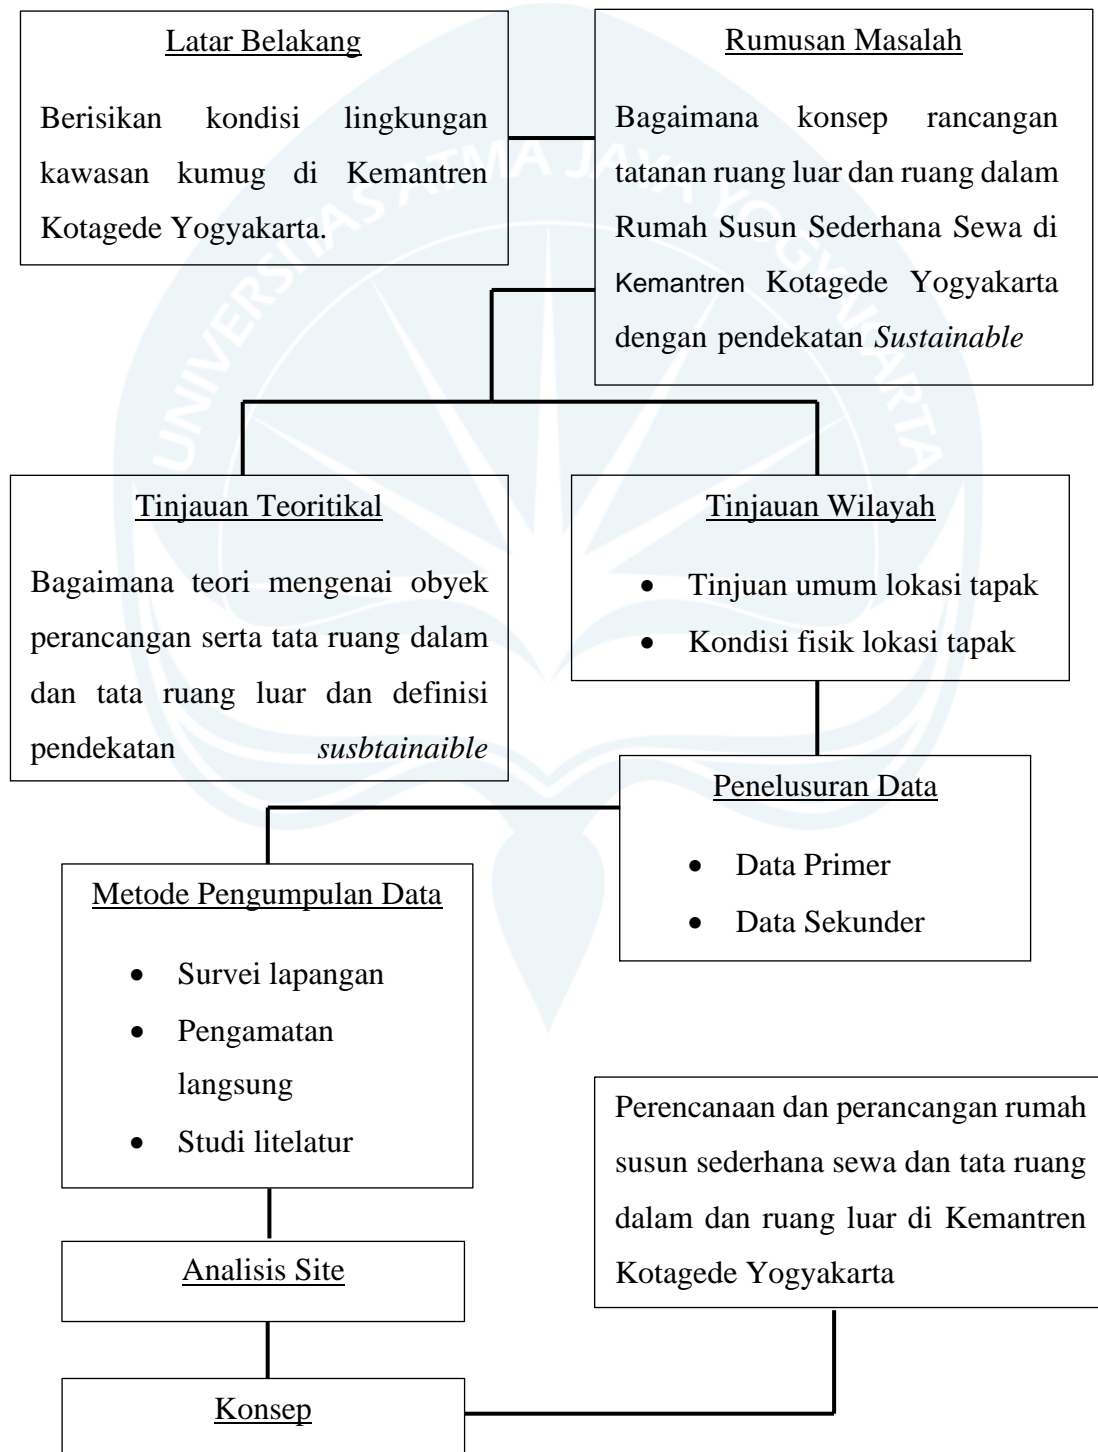 Latar Belakang
Berisikan kondisi lingkungan
kawasan kumug di Kemantren
Kotagede Yogyakarta.
Rumusan Masalah
Bagaimana konsep rancangan
tatanan ruang luar dan ruang dalam
Rumah Susun Sederhana Sewa di
Kemantren Kotagede Yogyakarta
dengan pendekatan Sustainable
UNIVERSITAS ATMA JAYA YOGYAKARTA
Tinjauan Teoritikal
Bagaimana teori mengenai obyek
perancangan serta tata ruang dalam
dan tata ruang luar dan definisi
pendekatan susbtainaible
Tinjauan Wilayah
• Tinjuan umum lokasi tapak
• Kondisi fisik lokasi tapak
Penelusuran Data
• Data Primer
• Data Sekunder
Metode Pengumpulan Data
• Survei lapangan
• Pengamatan
langsung
• Studi litelatur
Analisis Site
Konsep
Perencanaan dan perancangan rumah
susun sederhana sewa dan tata ruang
dalam dan ruang luar di Kemantren
Kotagede Yogyakarta